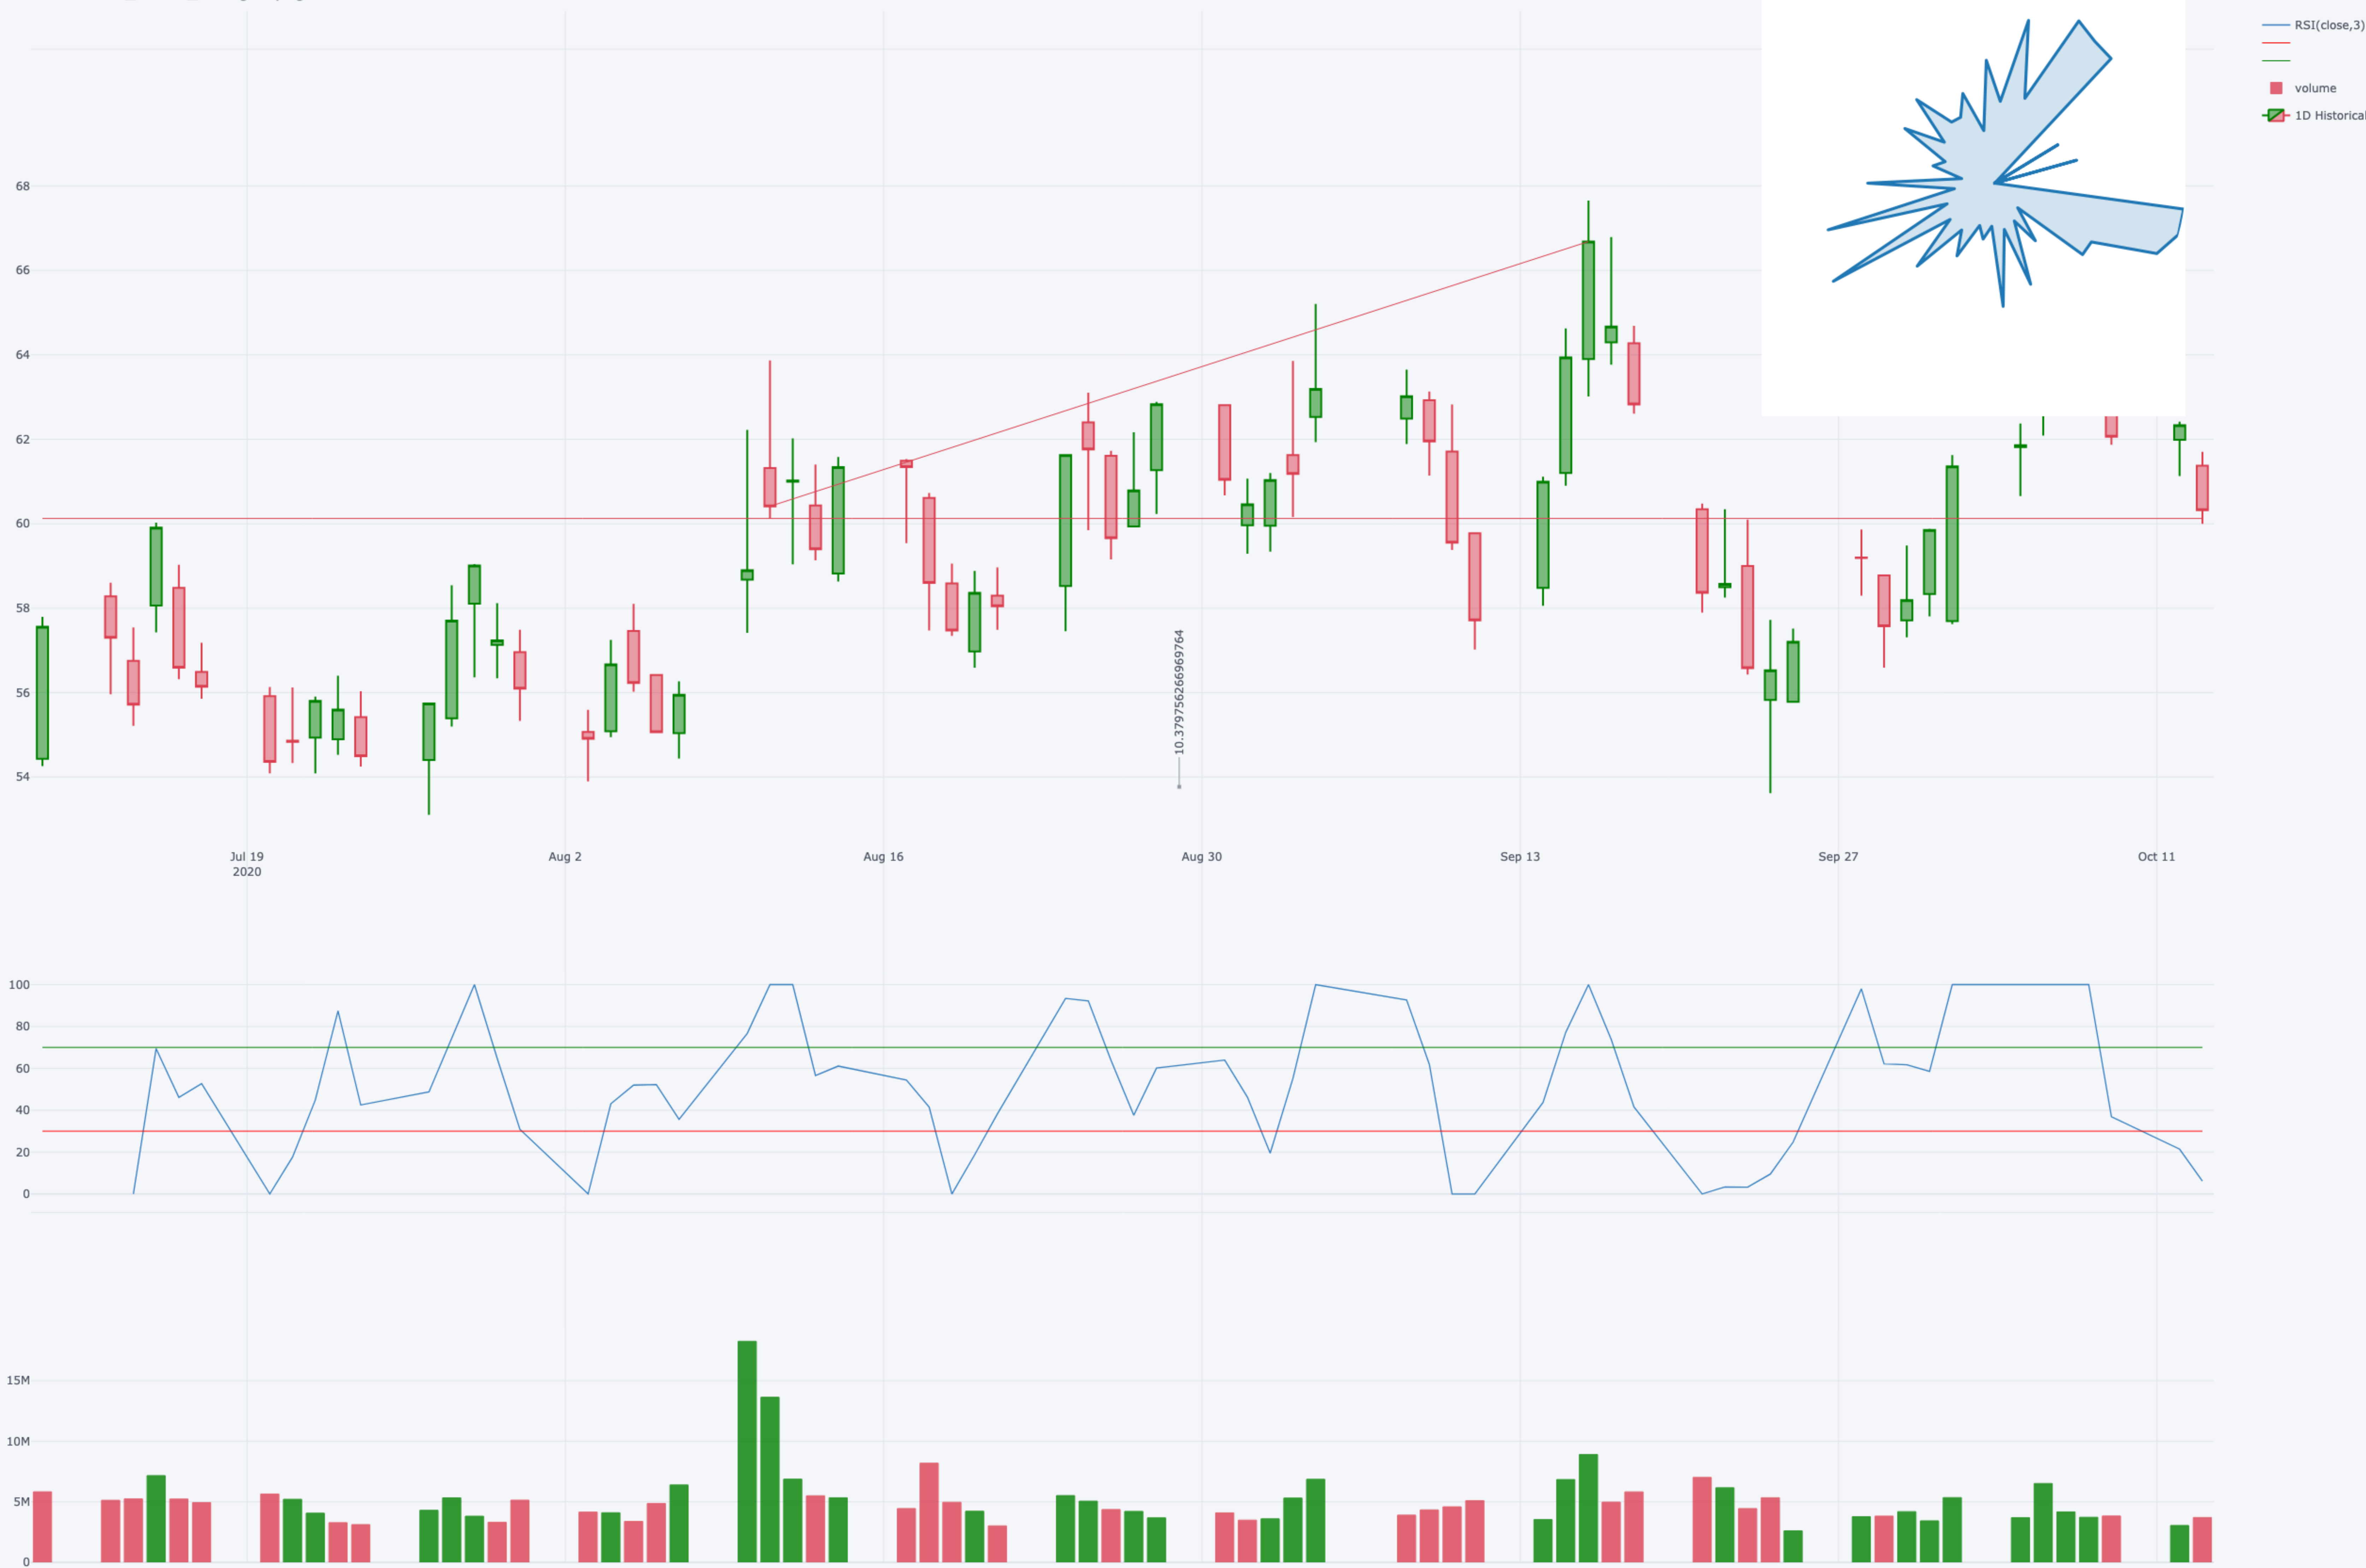 RSI(close,3)
volume
1D Historical
68
66
64
62
60
58
56
54
10.379756266969764
Jul 19
2020
Aug 2
Aug 16
Aug 30
Sep 13
Sep 27
Oct 11
100
80
60
40
20
0
15M
10M
5M
0